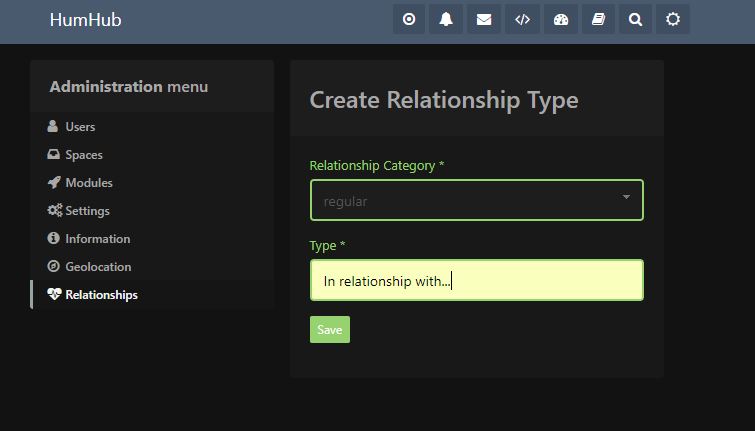 HumHub
Administration menu
Users
Spaces
Modules
Settings
Information
Geolocation
Relationships
Create Relationship Type
Relationship Category *
regular
Type *
In relationship with...
Save